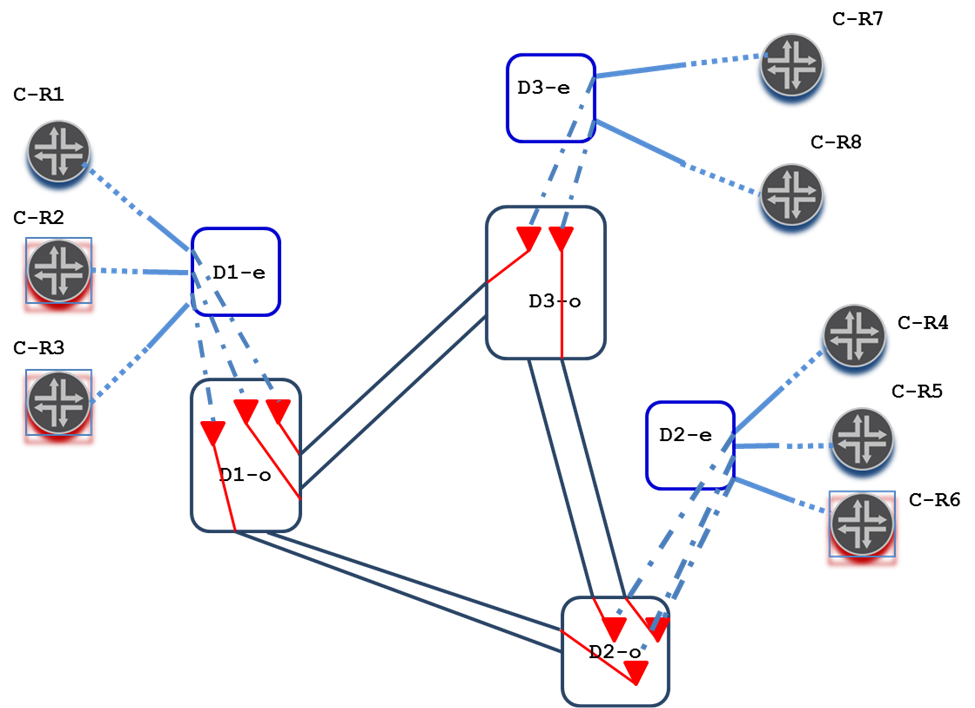 C-R7
D3-e
C-R1
C-R8
C-R2
D1-e
D3-o
C-R4
C-R3
C-R5
D2-e
D1-o
C-R6
D2-o